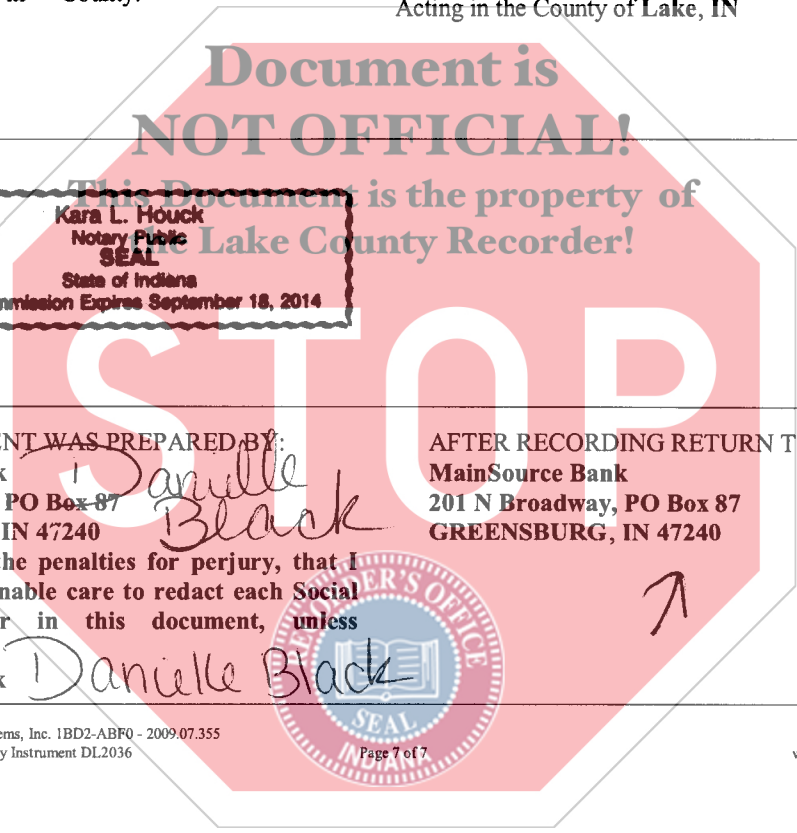 County.
Acting in the County of Lake, IN
Document is
NOT OFFICIAL!
This Document is the property of
the Lake County Recorder!
Kara L. Houck
Notary Public
SEAL
State of Indiana
mmission Expires September 18, 2014
STOP
ENT WAS PREPARED BY:
k
PO Box 87
IN 47240
Danielle
Black
AFTER RECORDING RETURN T
MainSource Bank
201 N Broadway, PO Box 87
GREENSBURG, IN 47240
the penalties for perjury, that I
nable care to redact each Social
r in this document, unless
k Danielle Black
RECORDER'S OFFICE
SEAL
INDIANA
ems, Inc. 1BD2-ABF0 - 2009.07.355
y Instrument DL2036
Page 7 of 7